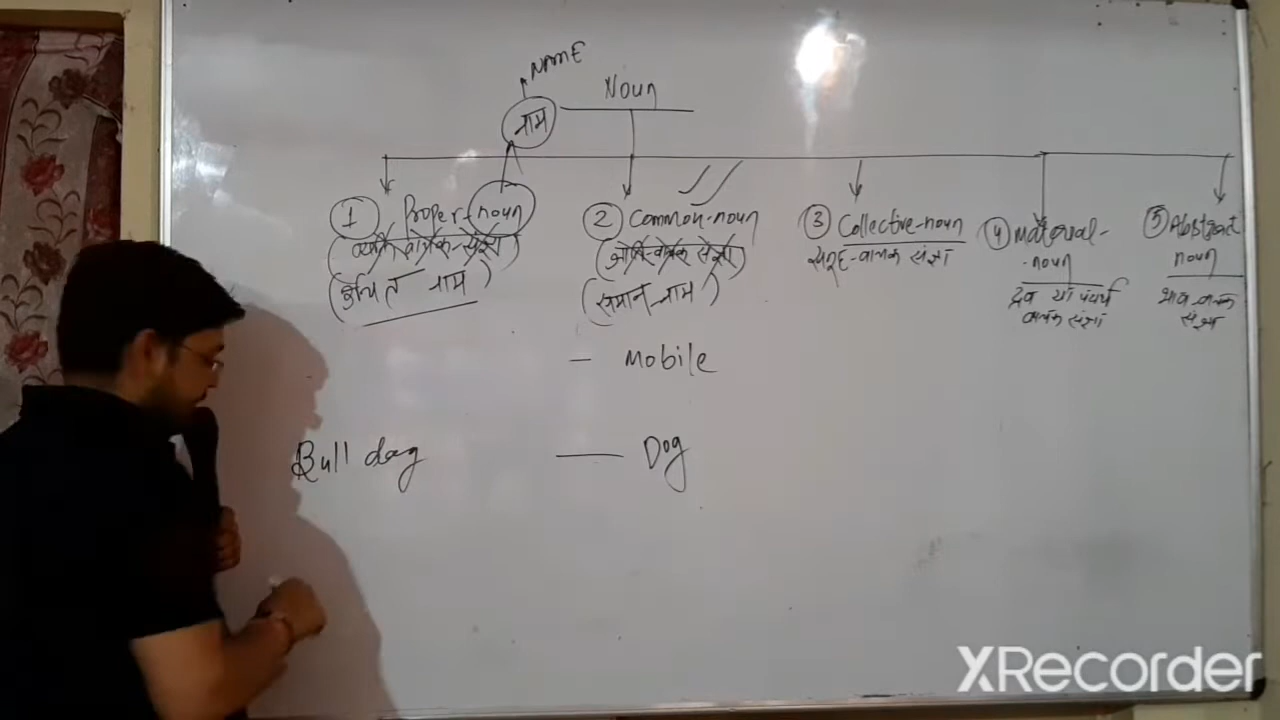 NAME
Noun
नाम
1 Proper-noun
(व्यक्ति-वाचक-संज्ञा)
(उचित नाम)
2 Common-noun
(जाति-वाचक संज्ञा)
(समान-नाम)
- Mobile
Bull dog — Dog
3 Collective-noun
समूह-वाचक संज्ञा
4 Material-
noun
द्रव या पदार्थ
वाचक संज्ञा
5 Abstract
noun
भाव-वाचक
संज्ञा
XRecorder